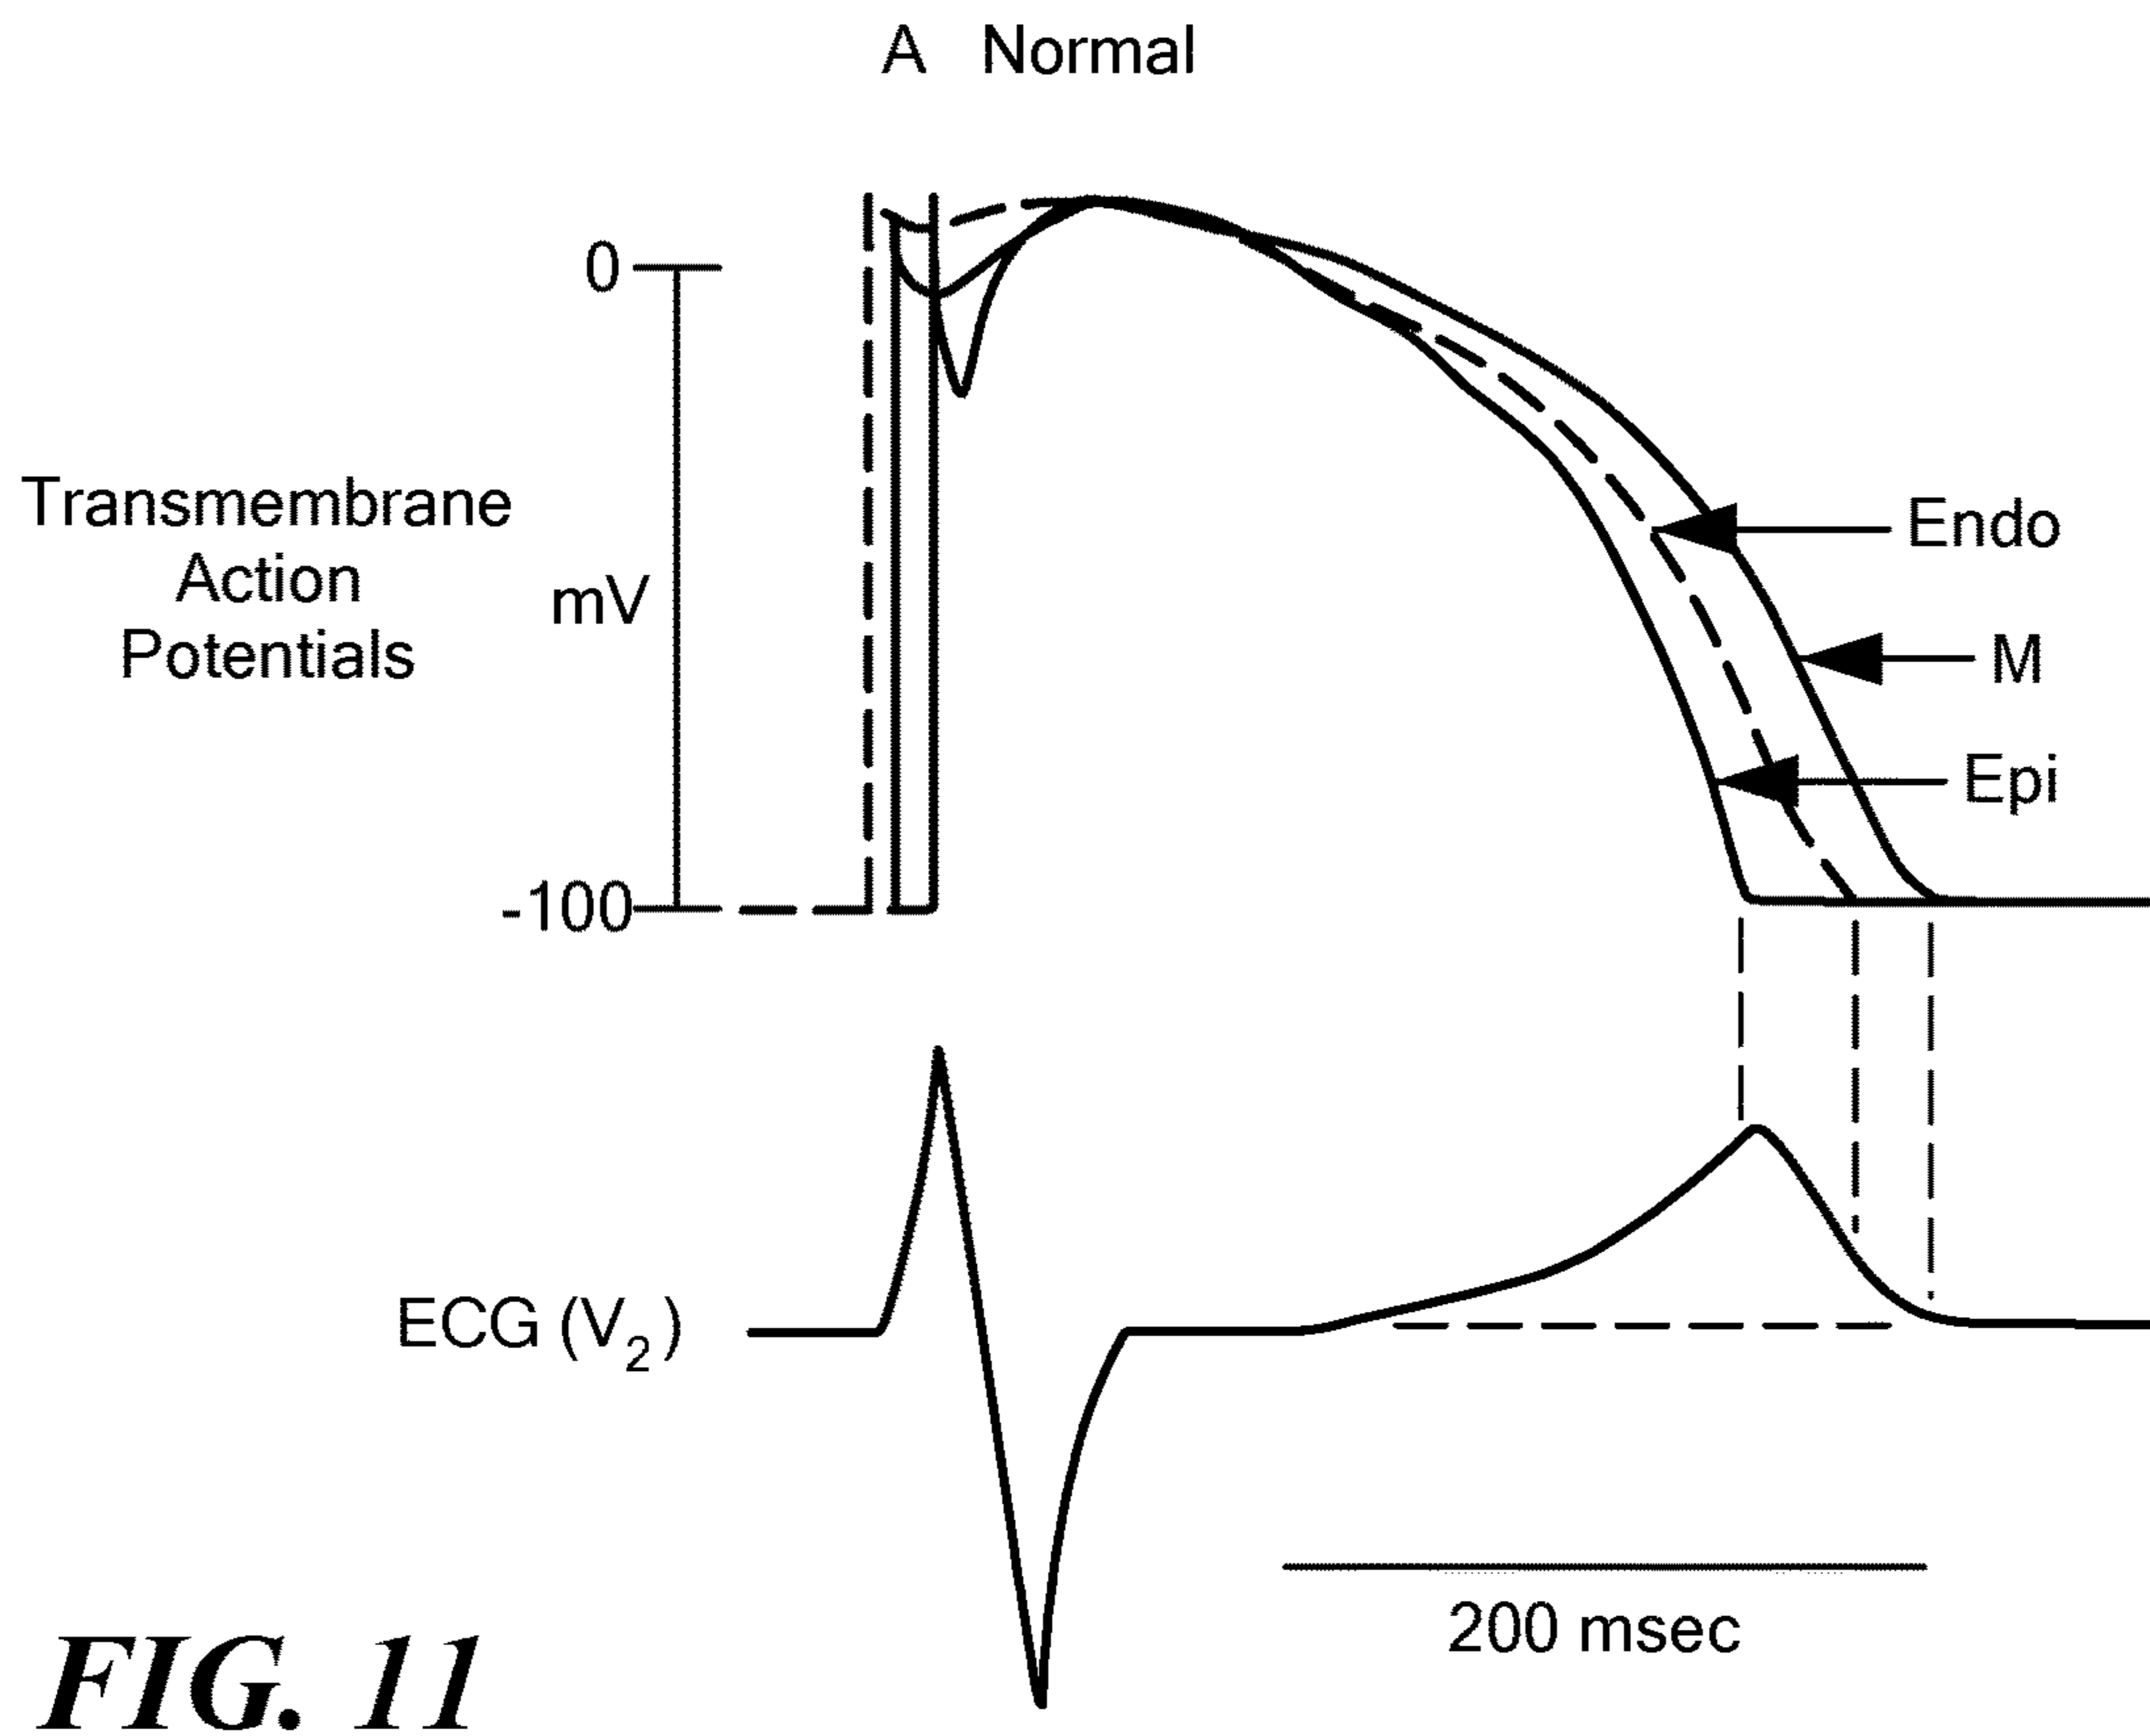 A Normal
0
Transmembrane
Action
Potentials
mV
-100
Endo
M
Epi
ECG (V₂)
200 msec
FIG. 11